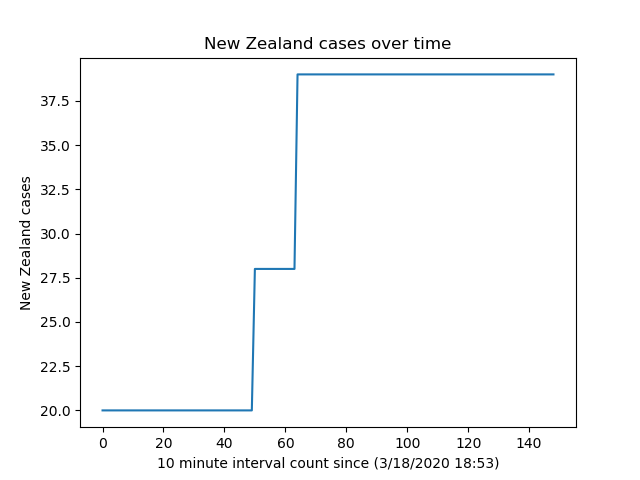 New Zealand cases over time
New Zealand cases
37.5
35.0
32.5
30.0
27.5
25.0
22.5
20.0
0 20 40 60 80 100 120 140
10 minute interval count since (3/18/2020 18:53)